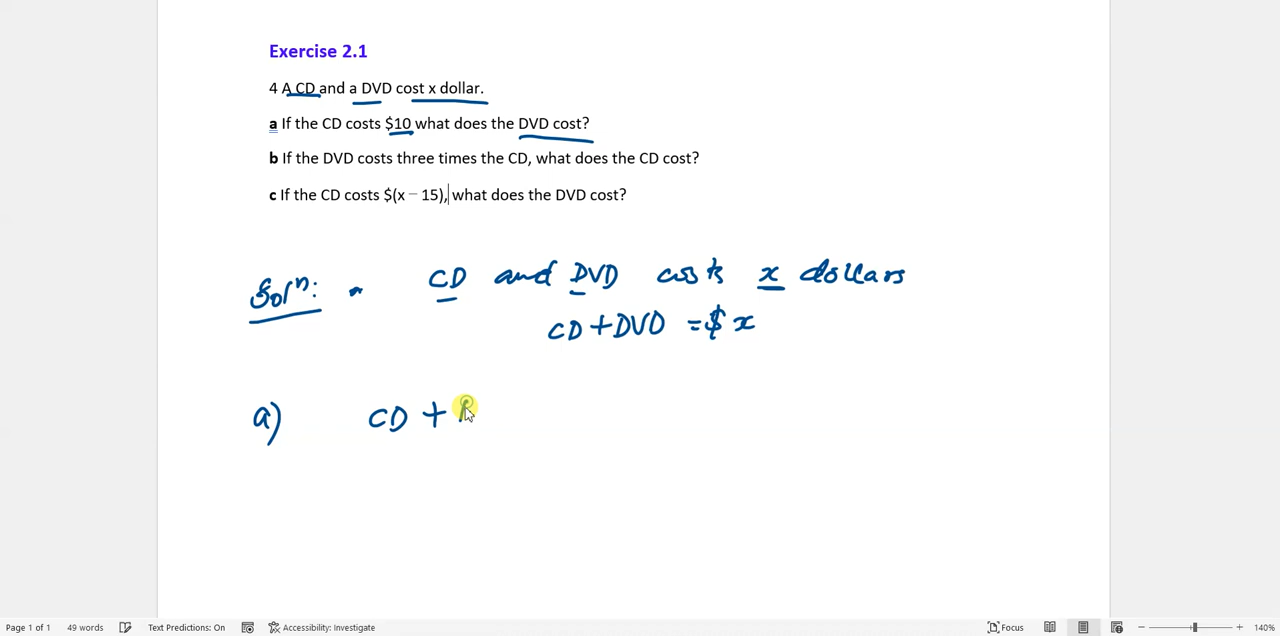 Exercise 2.1
4 A CD and a DVD cost x dollar.
a If the CD costs $10 what does the DVD cost?
b If the DVD costs three times the CD, what does the CD cost?
c If the CD costs $(x − 15), what does the DVD cost?
Solⁿ: CD and DVD costs x dollars
CD + DVD = $ x
a) CD +
Page 1 of 1 49 words Text Predictions: On Accessibility: Investigate Focus 140%